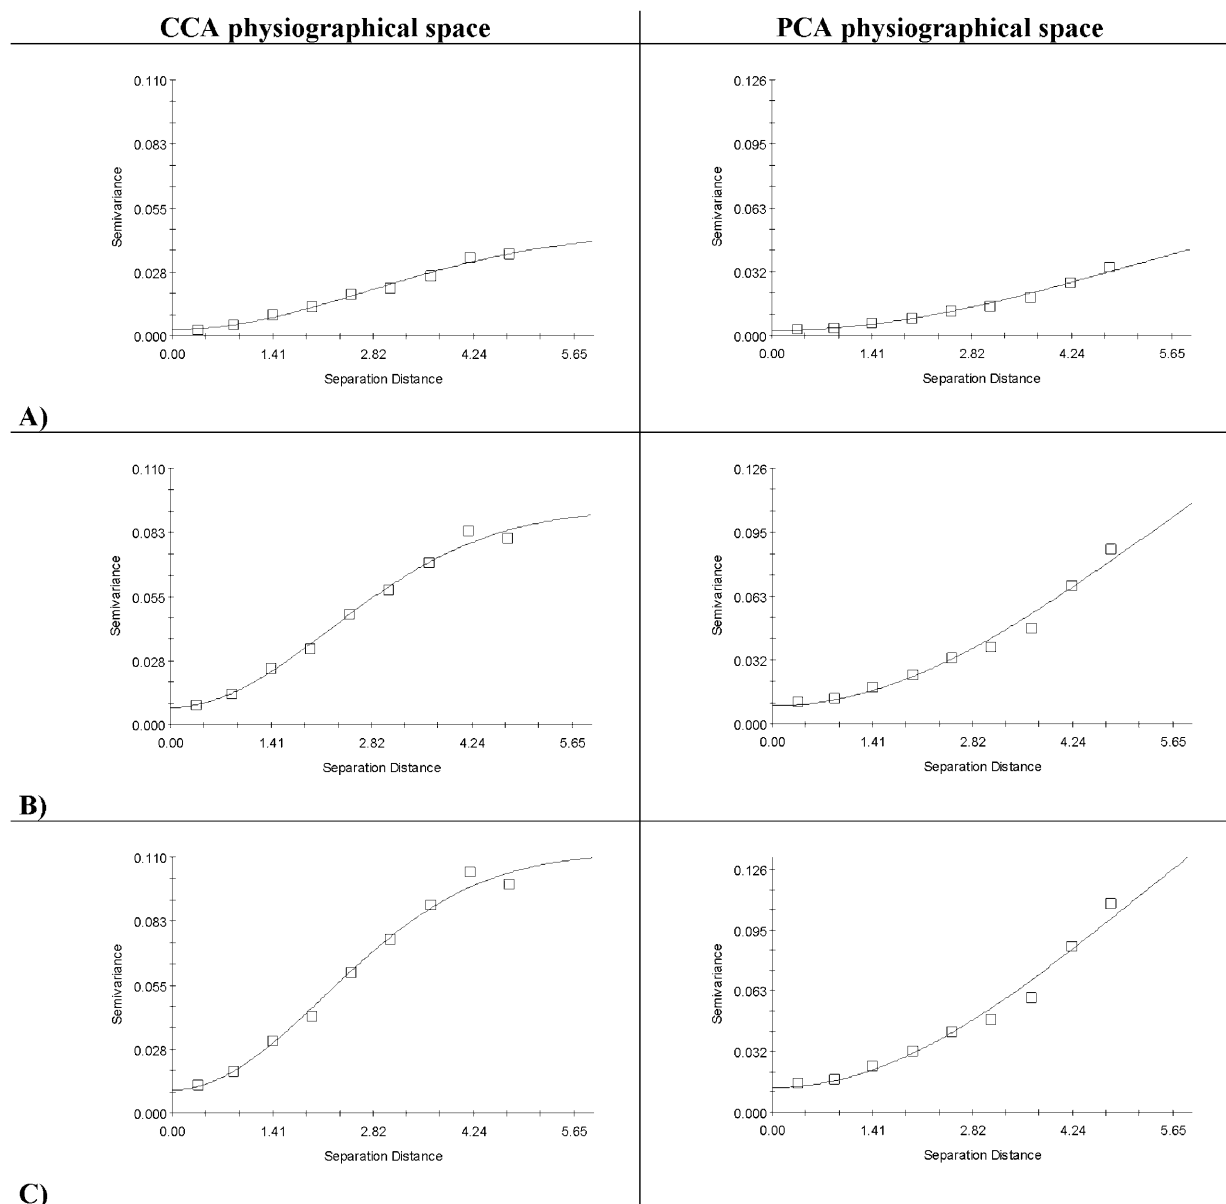 CCA physiographical space
PCA physiographical space
0.110
0.083
0.055
0.028
0.000
Semivariance
0.00 1.41 2.82 4.24 5.65
Separation Distance
0.126
0.095
0.063
0.032
0.000
Semivariance
0.00 1.41 2.82 4.24 5.65
Separation Distance
A)
0.110
0.083
0.055
0.028
0.000
Semivariance
0.00 1.41 2.82 4.24 5.65
Separation Distance
0.126
0.095
0.063
0.032
0.000
Semivariance
0.00 1.41 2.82 4.24 5.65
Separation Distance
B)
0.110
0.083
0.055
0.028
0.000
Semivariance
0.00 1.41 2.82 4.24 5.65
Separation Distance
0.126
0.095
0.063
0.032
0.000
Semivariance
0.00 1.41 2.82 4.24 5.65
Separation Distance
C)